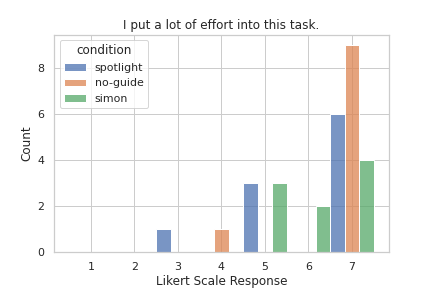 I put a lot of effort into this task.
condition
spotlight
no-guide
simon
Count
8
6
4
2
0
1 2 3 4 5 6 7
Likert Scale Response